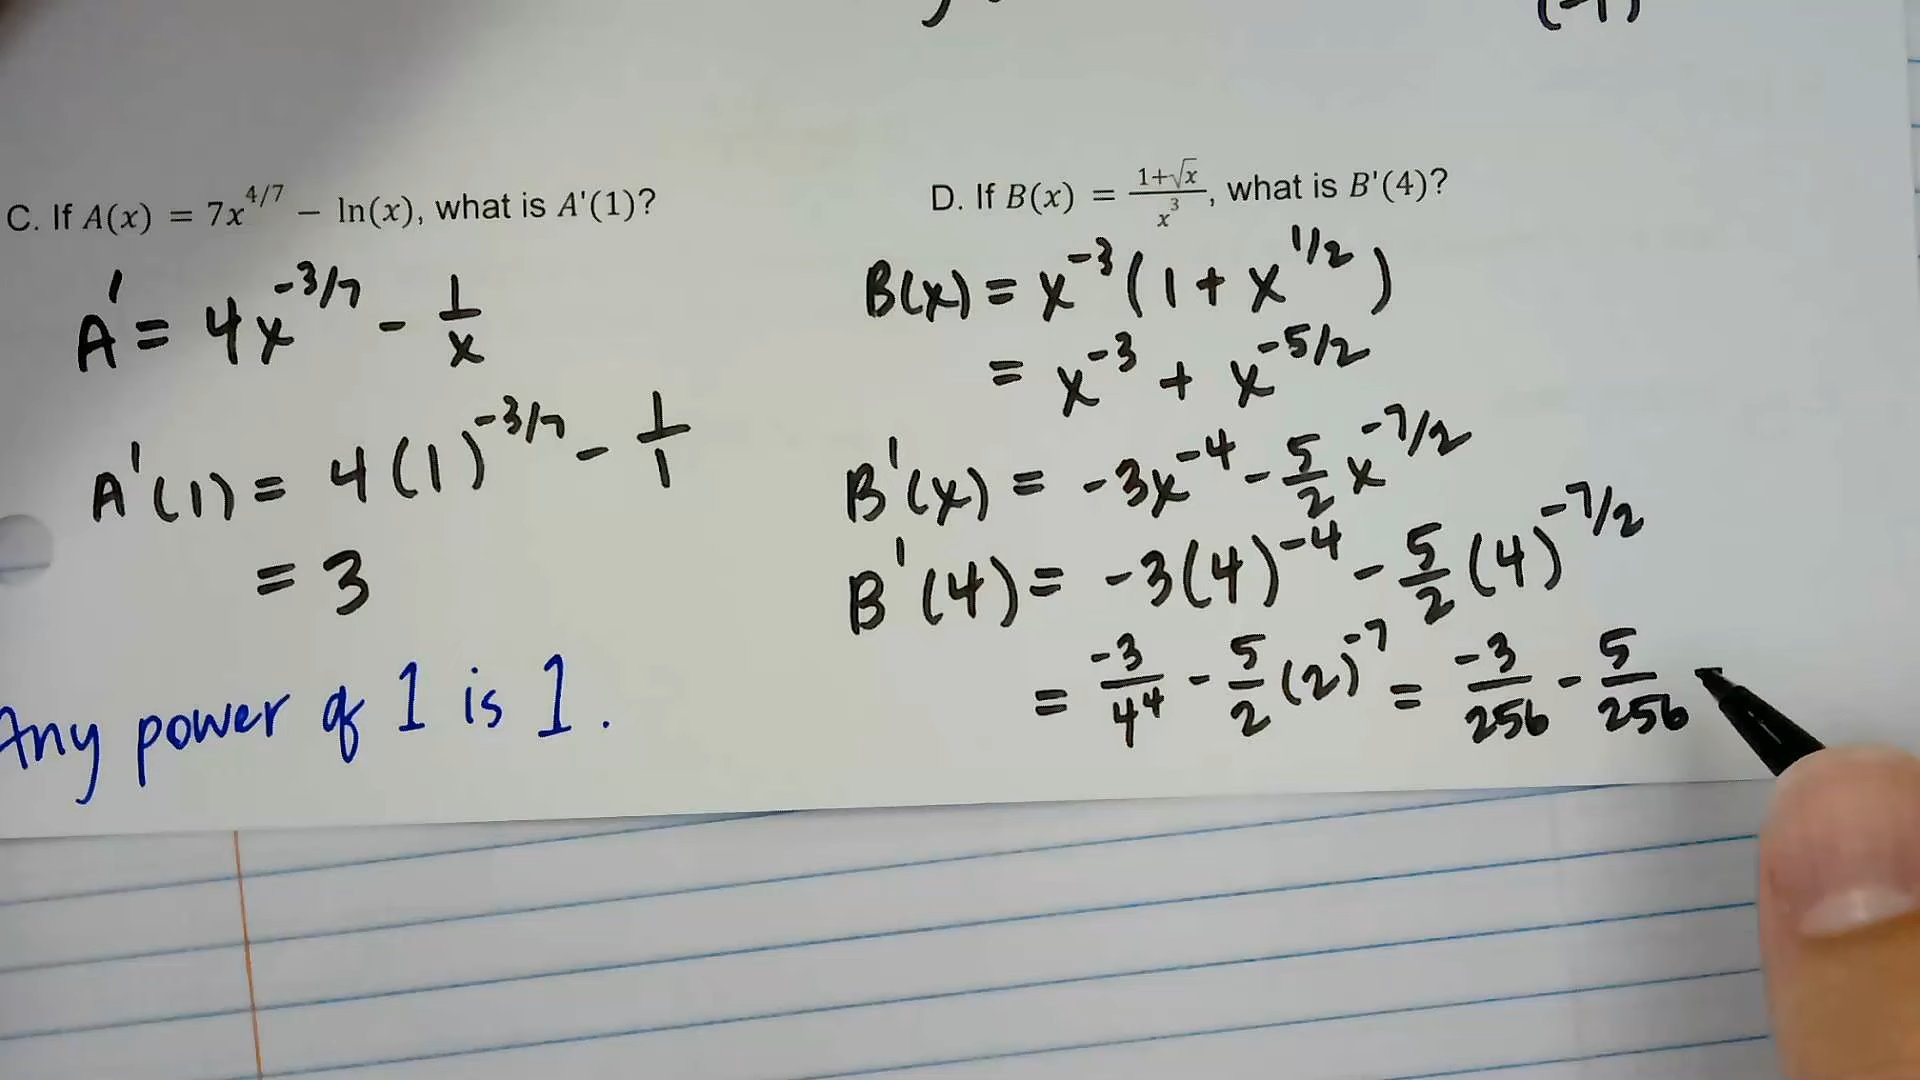 (-1)
C. If A(x) = 7x^{4/7} − ln(x), what is A'(1)?
A' = 4x^{-3/7} - 1/x
A'(1) = 4(1)^{-3/7} - 1/1
= 3
Any power of 1 is 1.
D. If B(x) = (1+√x)/x^3, what is B'(4)?
B(x) = x^{-3}(1 + x^{1/2})
= x^{-3} + x^{-5/2}
B'(x) = -3x^{-4} - 5/2 x^{-7/2}
B'(4) = -3(4)^{-4} - 5/2 (4)^{-7/2}
= -3/4^4 - 5/2 (2)^{-7} = -3/256 - 5/256